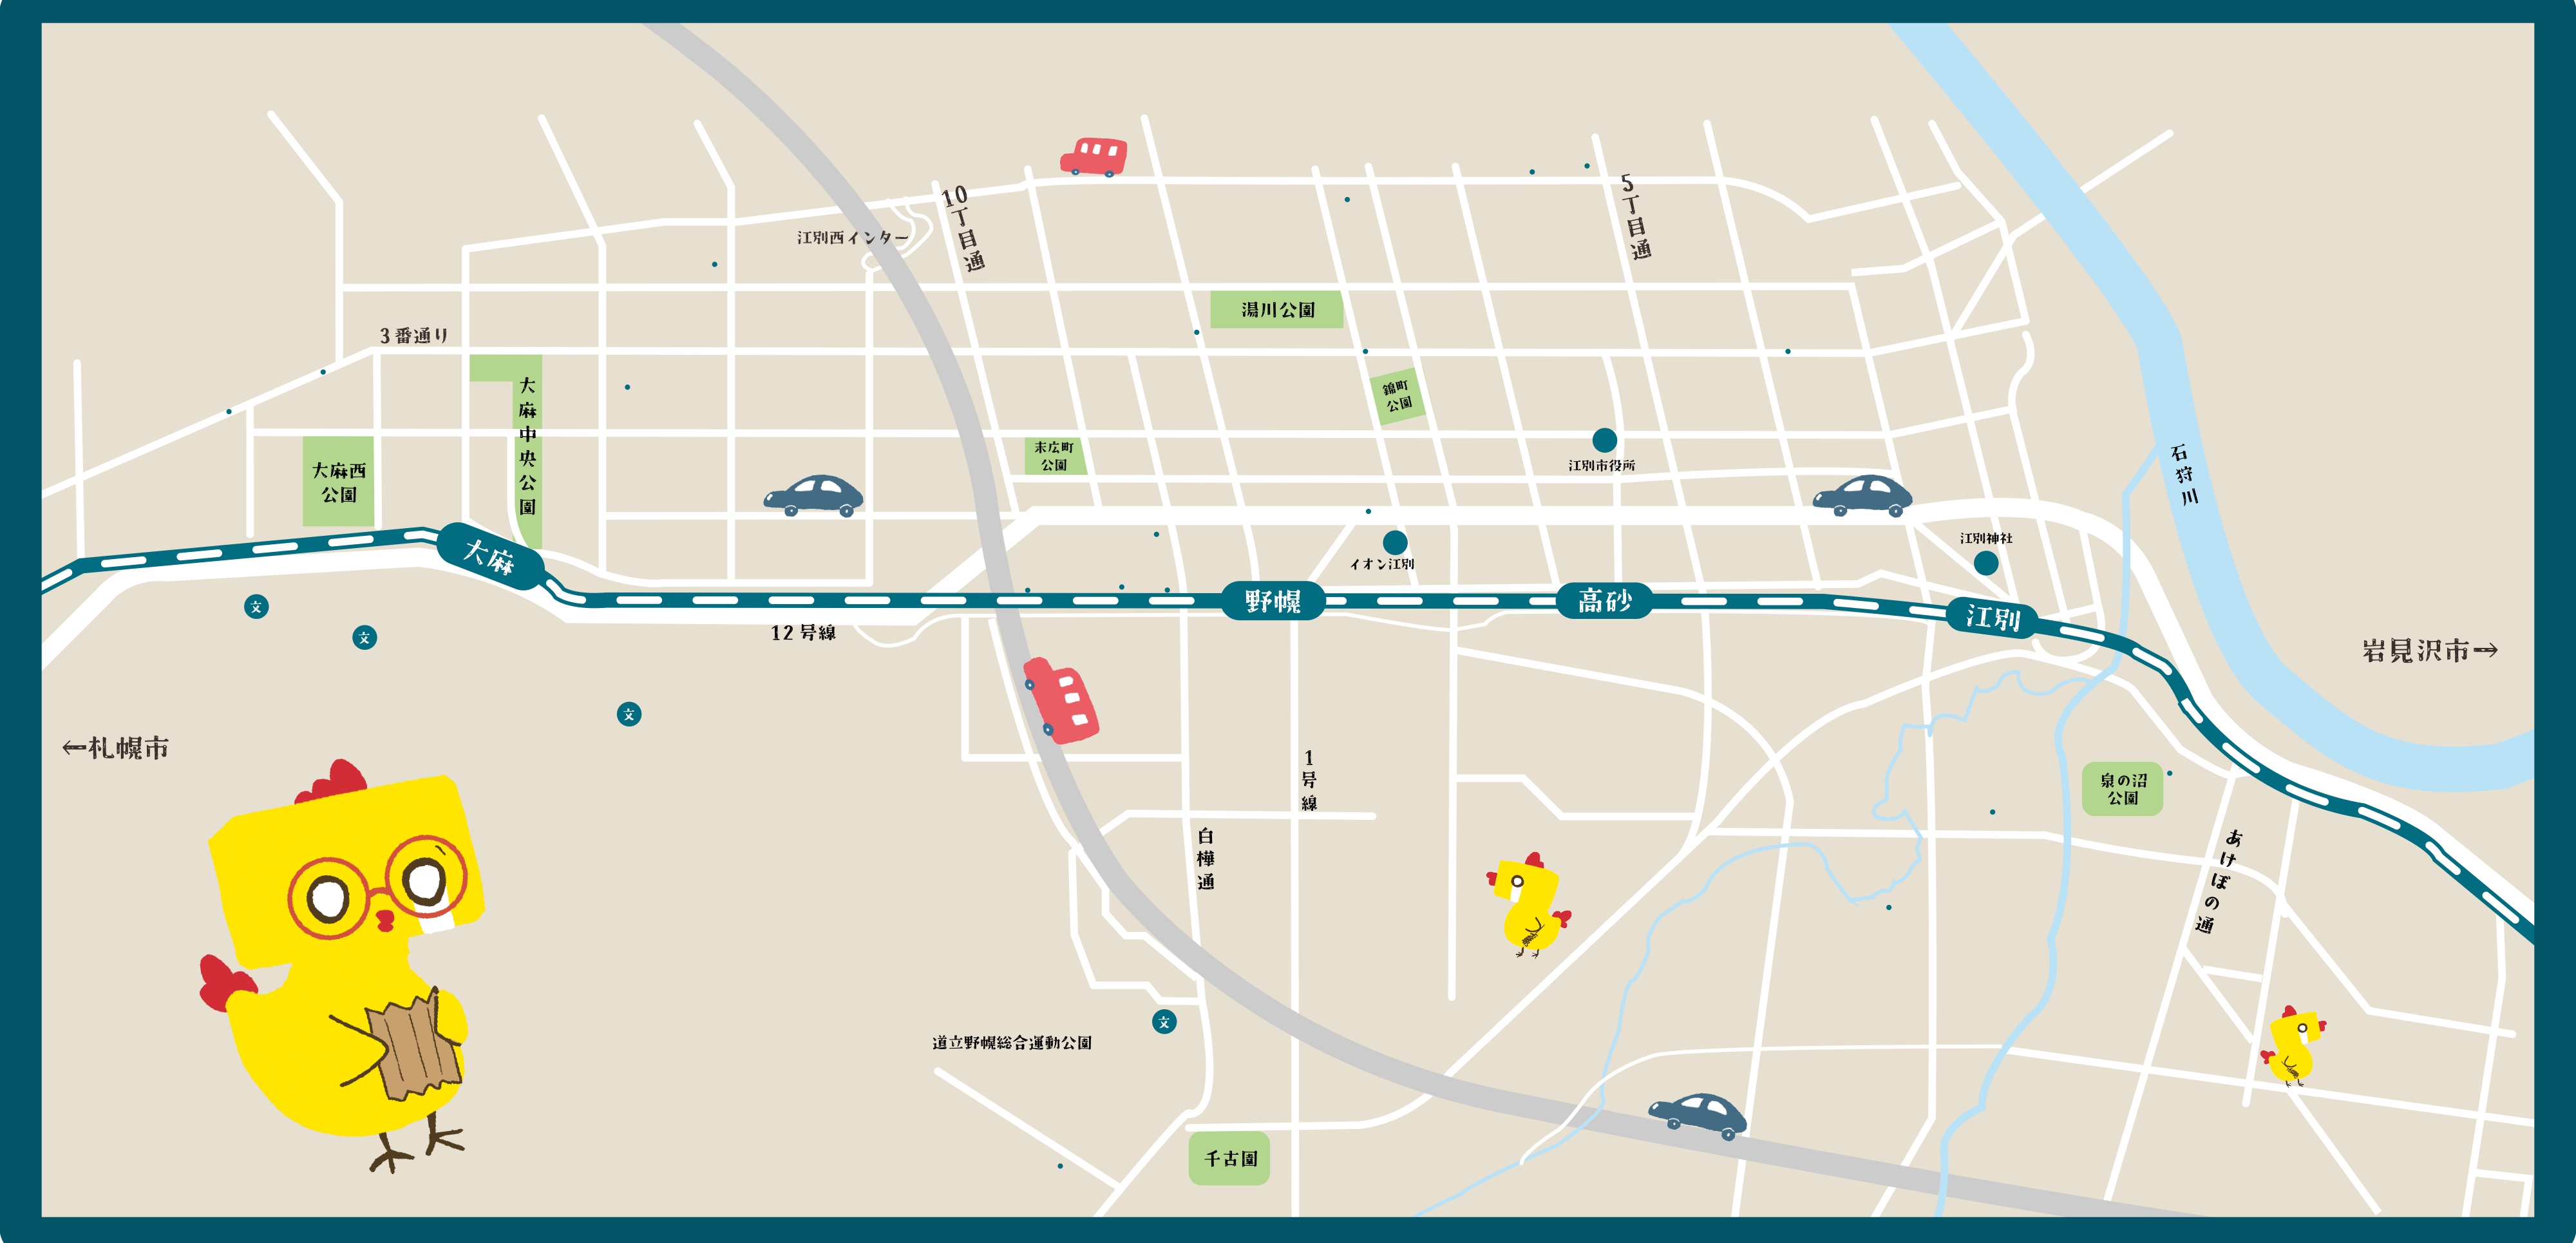 10丁目通
5丁目通
江別西インター
湯川公園
3番通り
大麻中央公園
錦町
公園
末広町
公園
大麻西
公園
江別市役所
石狩川
大麻
イオン江別
江別神社
野幌
高砂
江別
文
文
文
12号線
岩見沢市→
←札幌市
1号線
泉の沼
公園
白樺通
あけぼの通
文
道立野幌総合運動公園
千古園